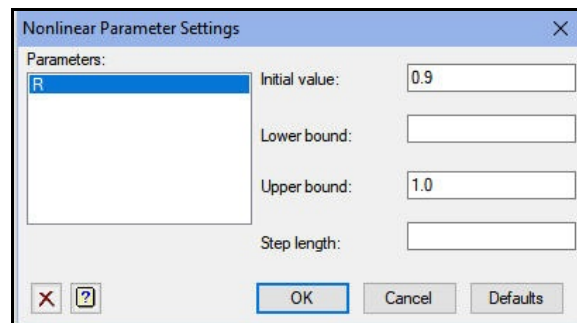 Nonlinear Parameter Settings
Parameters:
R
Initial value: 0.9
Lower bound:
Upper bound: 1.0
Step length:
OK Cancel Defaults